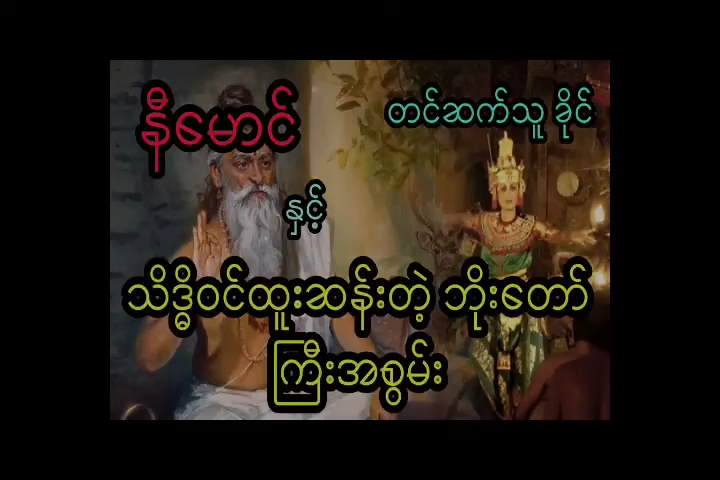 နီမောင်
တင်ဆက်သူ ခိုင်
နှင့်
သိဒ္ဓိဝင်ထူးဆန်းတဲ့ ဘိုးတော်
ကြီးအစွမ်း